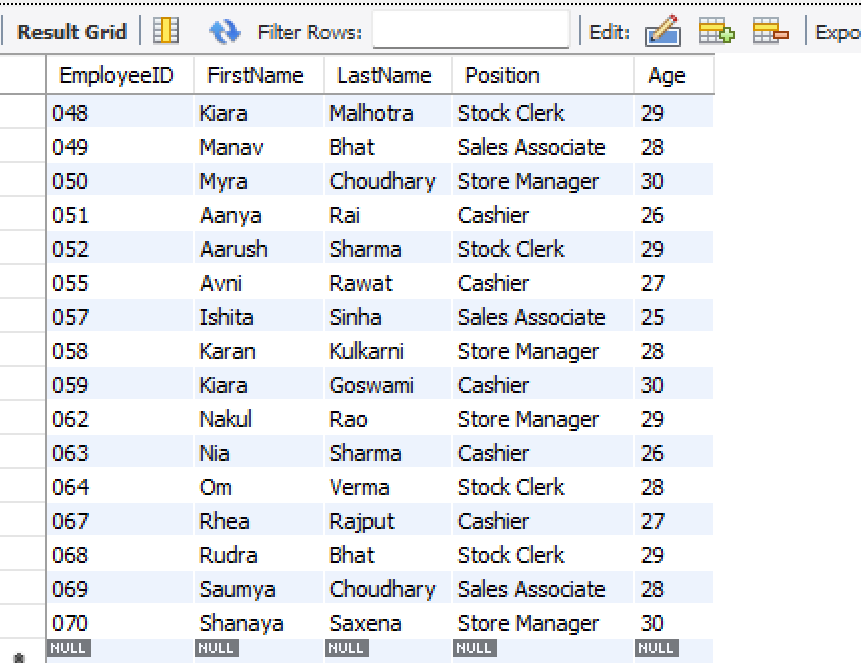 Result Grid Filter Rows: Edit: Expo
EmployeeID FirstName LastName Position Age
048 Kiara Malhotra Stock Clerk 29
049 Manav Bhat Sales Associate 28
050 Myra Choudhary Store Manager 30
051 Aanya Rai Cashier 26
052 Aarush Sharma Stock Clerk 29
055 Avni Rawat Cashier 27
057 Ishita Sinha Sales Associate 25
058 Karan Kulkarni Store Manager 28
059 Kiara Goswami Cashier 30
062 Nakul Rao Store Manager 29
063 Nia Sharma Cashier 26
064 Om Verma Stock Clerk 28
067 Rhea Rajput Cashier 27
068 Rudra Bhat Stock Clerk 29
069 Saumya Choudhary Sales Associate 28
070 Shanaya Saxena Store Manager 30
NULL NULL NULL NULL NULL